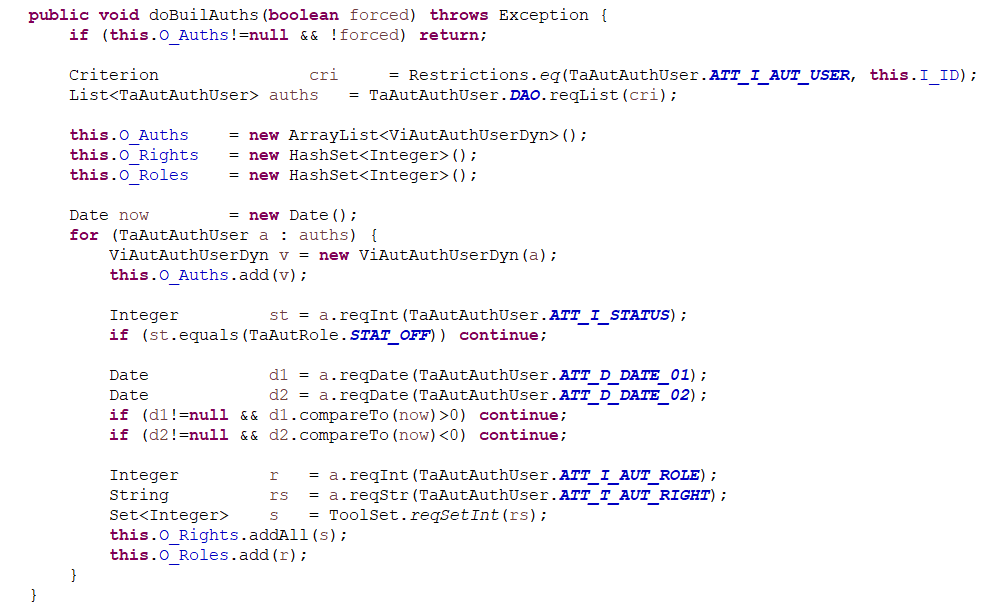 public void doBuilAuths(boolean forced) throws Exception {
    if (this.O_Auths!=null && !forced) return;

    Criterion               cri     = Restrictions.eq(TaAutAuthUser.ATT_I_AUT_USER, this.I_ID);
    List<TaAutAuthUser> auths   = TaAutAuthUser.DAO.reqList(cri);

    this.O_Auths    = new ArrayList<ViAutAuthUserDyn>();
    this.O_Rights   = new HashSet<Integer>();
    this.O_Roles    = new HashSet<Integer>();

    Date now        = new Date();
    for (TaAutAuthUser a : auths) {
        ViAutAuthUserDyn v = new ViAutAuthUserDyn(a);
        this.O_Auths.add(v);

        Integer         st = a.reqInt(TaAutAuthUser.ATT_I_STATUS);
        if (st.equals(TaAutRole.STAT_OFF)) continue;

        Date            d1 = a.reqDate(TaAutAuthUser.ATT_D_DATE_01);
        Date            d2 = a.reqDate(TaAutAuthUser.ATT_D_DATE_02);
        if (d1!=null && d1.compareTo(now)>0) continue;
        if (d2!=null && d2.compareTo(now)<0) continue;

        Integer         r   = a.reqInt(TaAutAuthUser.ATT_I_AUT_ROLE);
        String          rs  = a.reqStr(TaAutAuthUser.ATT_T_AUT_RIGHT);
        Set<Integer>    s   = ToolSet.reqSetInt(rs);
        this.O_Rights.addAll(s);
        this.O_Roles.add(r);
    }
}